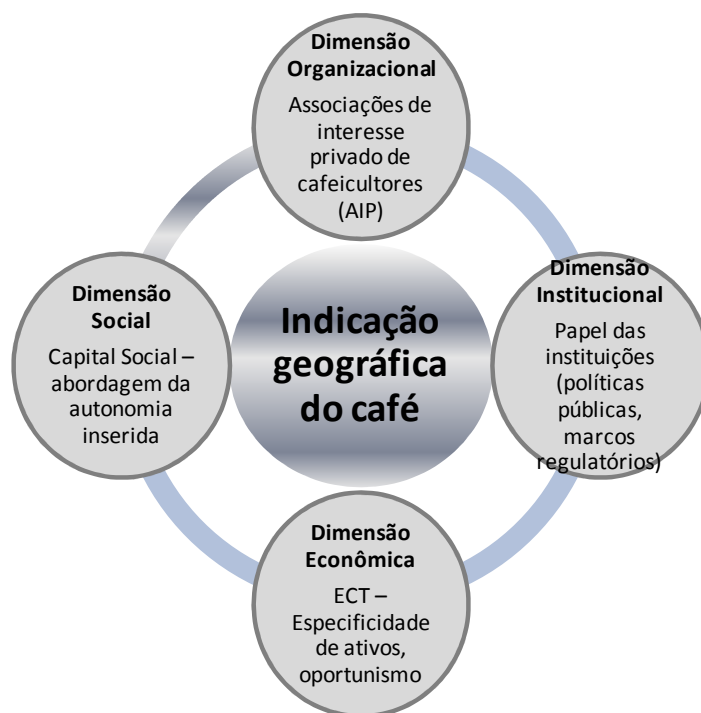 Dimensão
Organizacional
Associações de
interesse
privado de
cafeicultores
(AIP)
Dimensão
Social
Capital Social –
abordagem da
autonomia
inserida
Indicação
geográfica
do café
Dimensão
Institucional
Papel das
instituições
(políticas
públicas,
marcos
regulatórios)
Dimensão
Econômica
ECT –
Especificidade
de ativos,
oportunismo